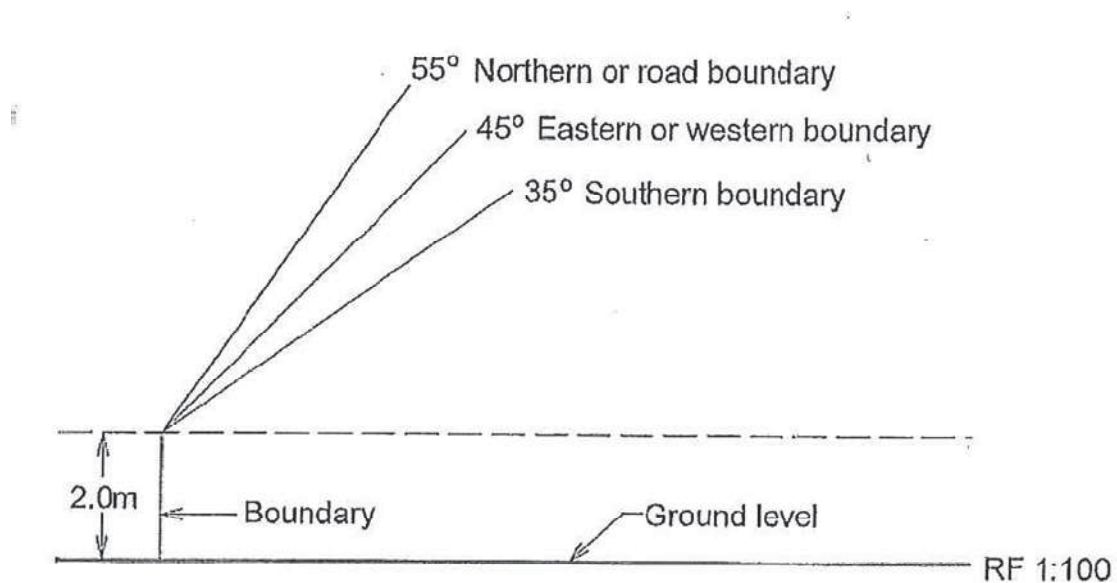 55° Northern or road boundary
45° Eastern or western boundary
35° Southern boundary
2.0m
Boundary
Ground level
RF 1:100